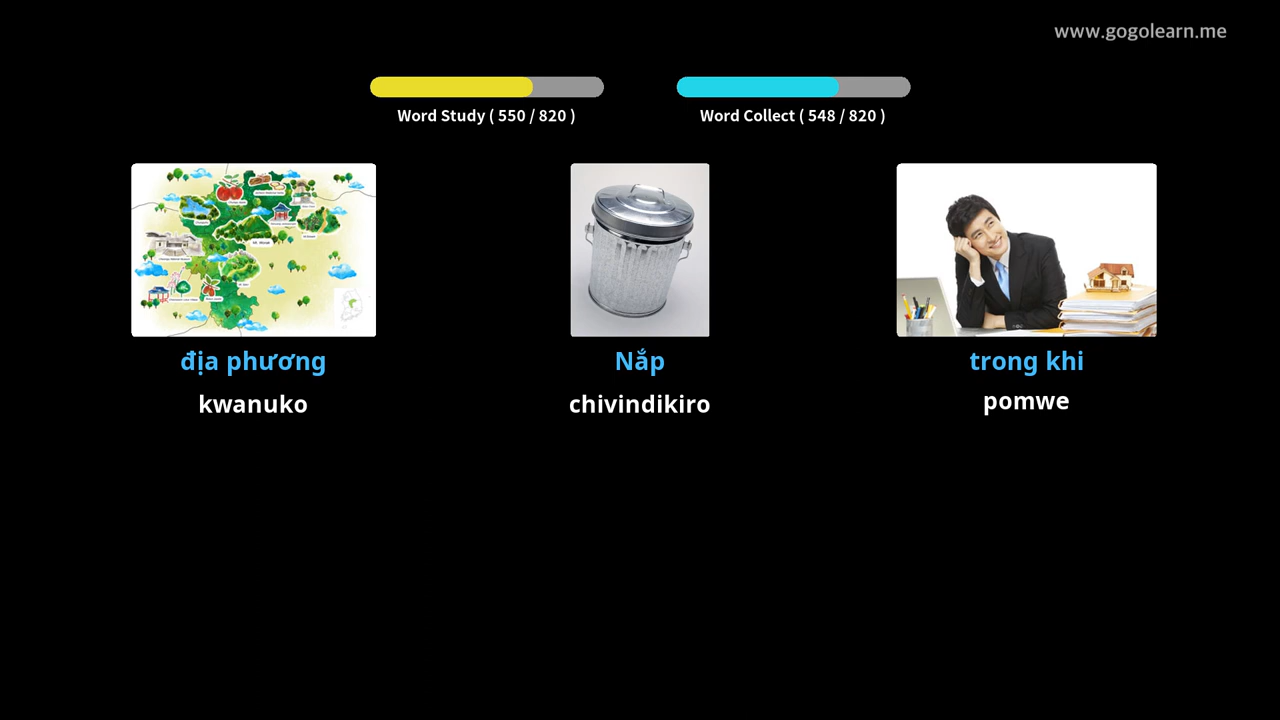 www.gogolearn.me
Word Study ( 550 / 820 )
Word Collect ( 548 / 820 )
địa phương
Nắp
trong khi
kwanuko
chivindikiro
pomwe